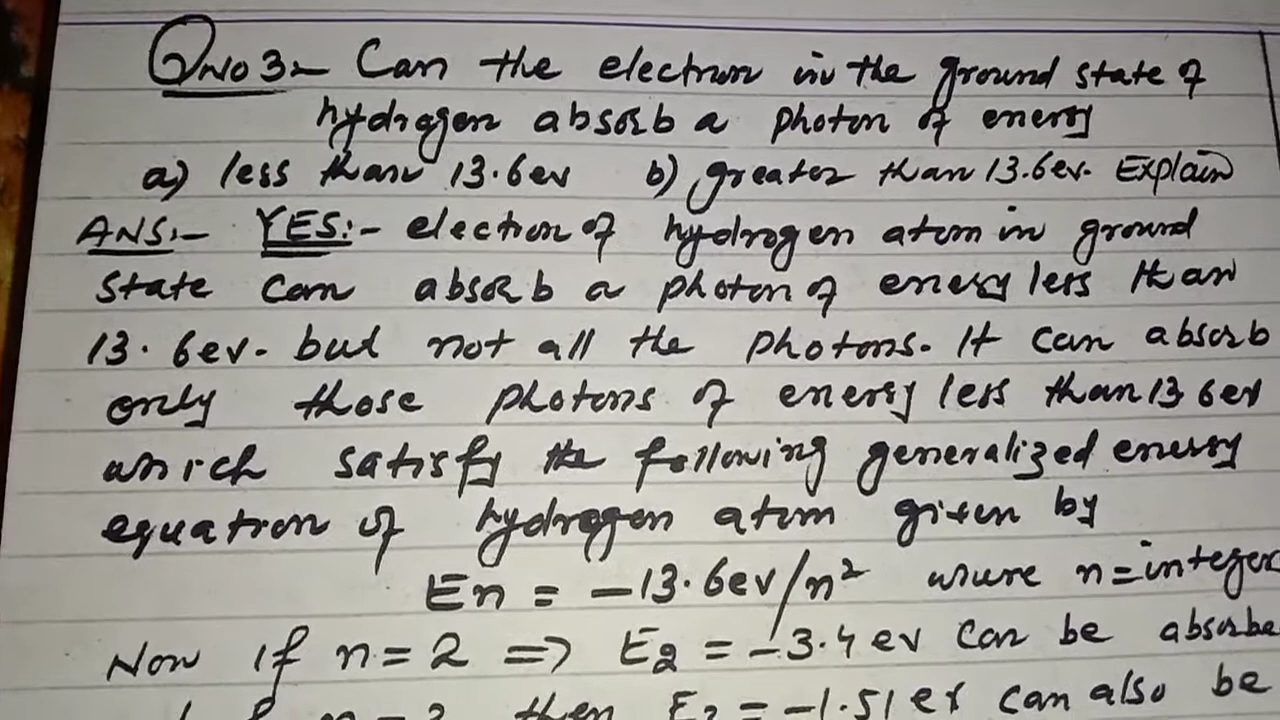 QNO3:- Can the electron in the ground state of
hydrogen absorb a photon of energy
a) less than 13.6ev b) greater than 13.6ev. Explain
ANS:- YES:- electron of hydrogen atom in ground
state can absorb a photon of energy less than
13.6ev. but not all the photons. It can absorb
only those photons of energy less than 13 6ev
which satisfy the following generalized energy
equation of hydrogen atom given by
En = -13.6ev/n² where n=integer
Now if n=2 => E2 = -3.4 ev can be absorbe
then = -1.51 ev can also be